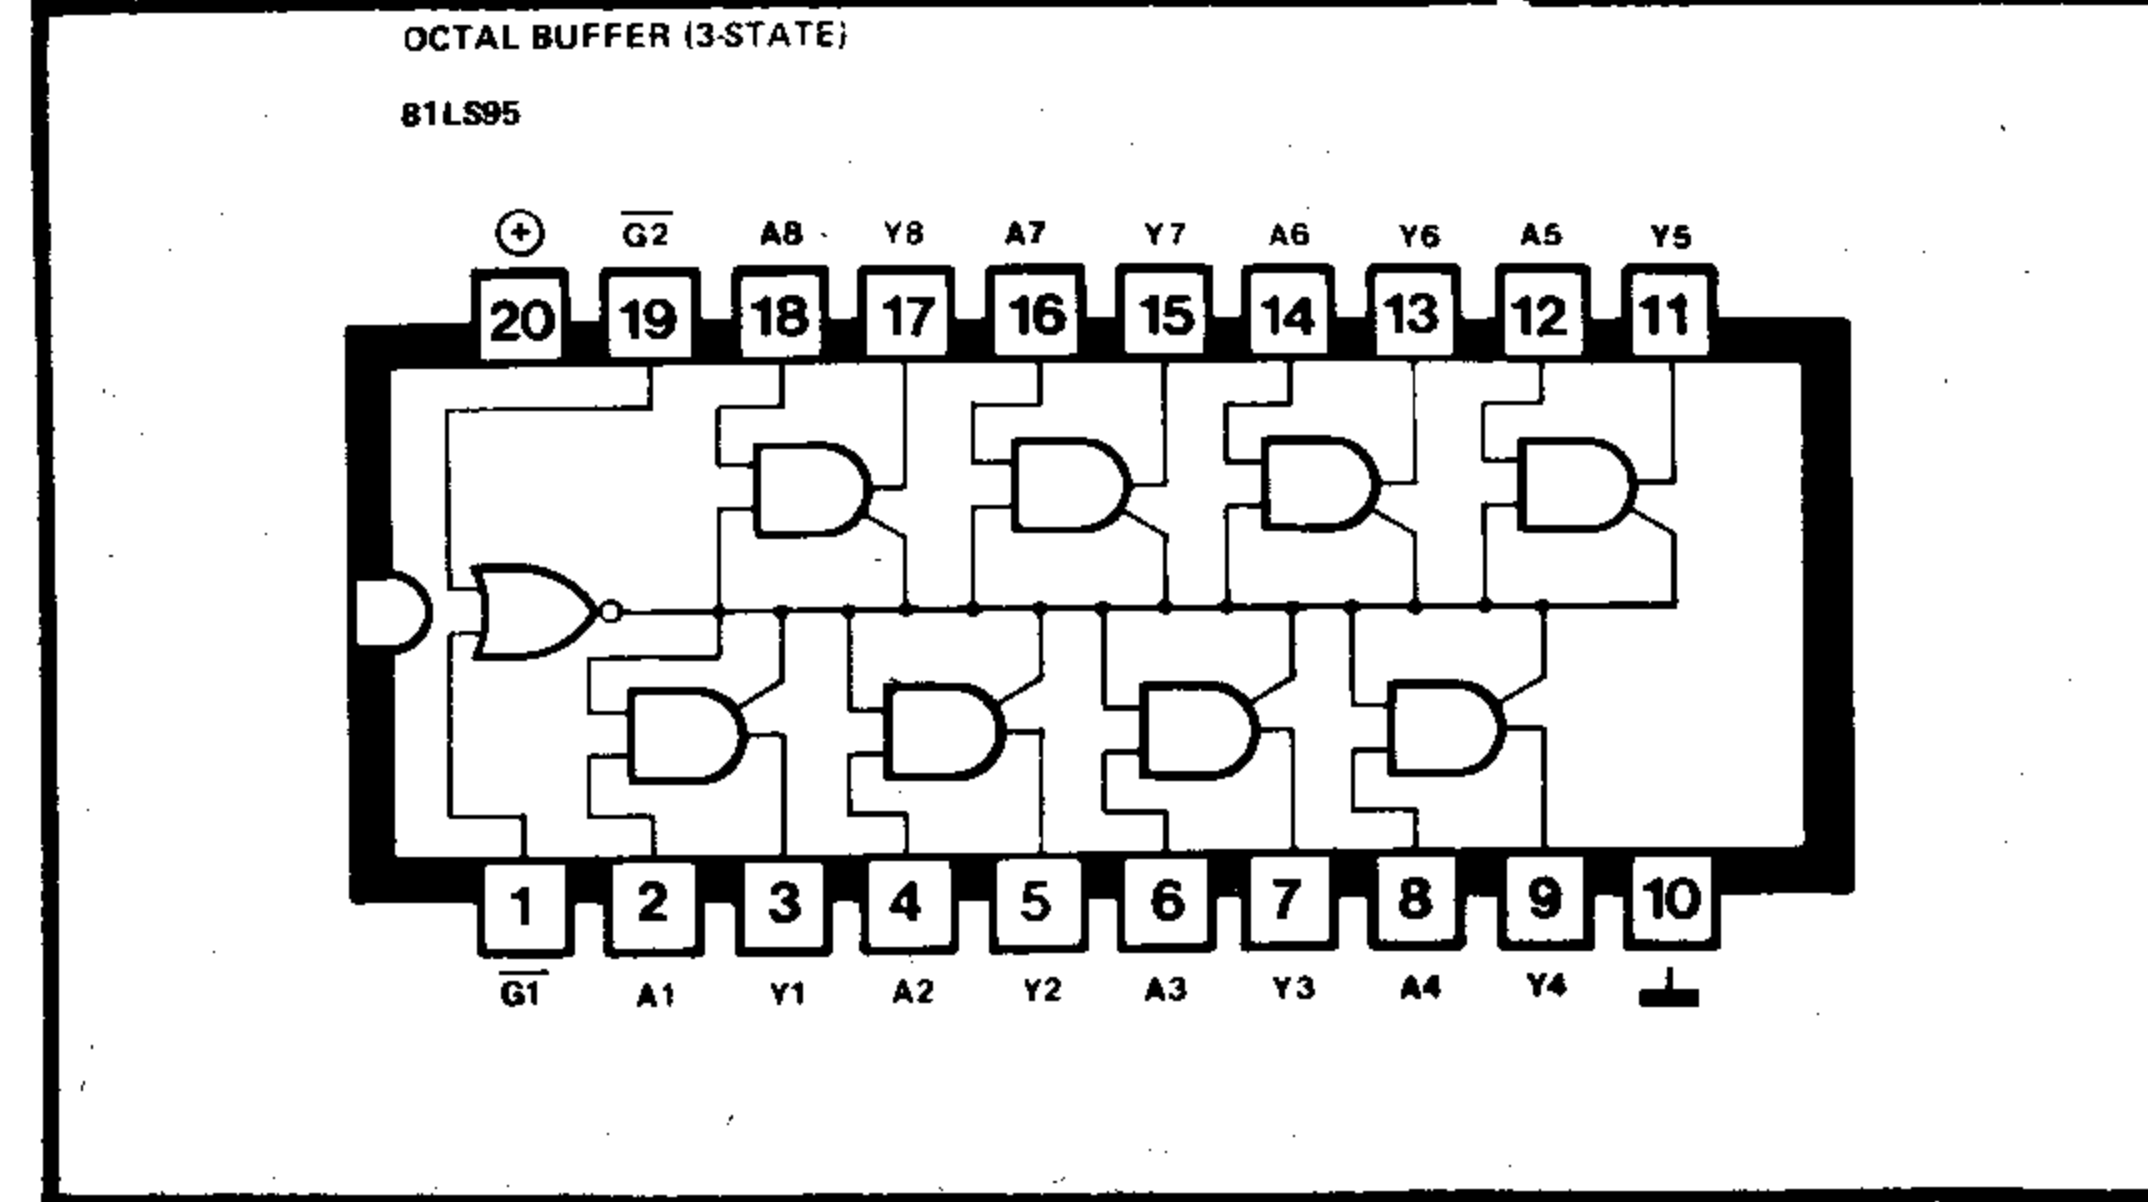 OCTAL BUFFER (3-STATE)
81LS95
+ G2 A8 Y8 A7 Y7 A6 Y6 A5 Y5
20 19 18 17 16 15 14 13 12 11
1 2 3 4 5 6 7 8 9 10
G1 A1 Y1 A2 Y2 A3 Y3 A4 Y4